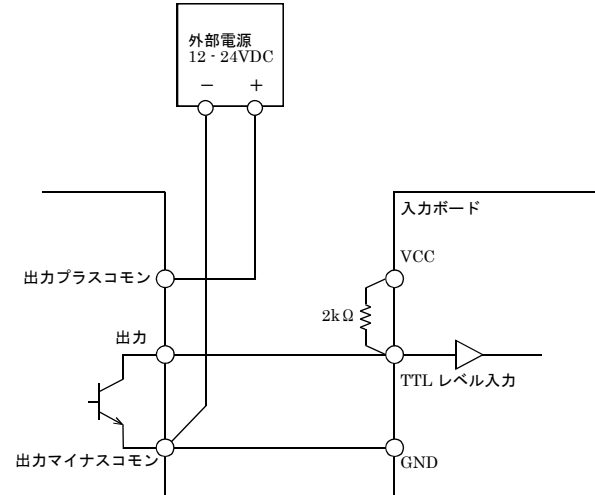 外部電源
12 - 24VDC
－ ＋
入力ボード
VCC
出力プラスコモン
2kΩ
出力
TTL レベル入力
出力マイナスコモン
GND